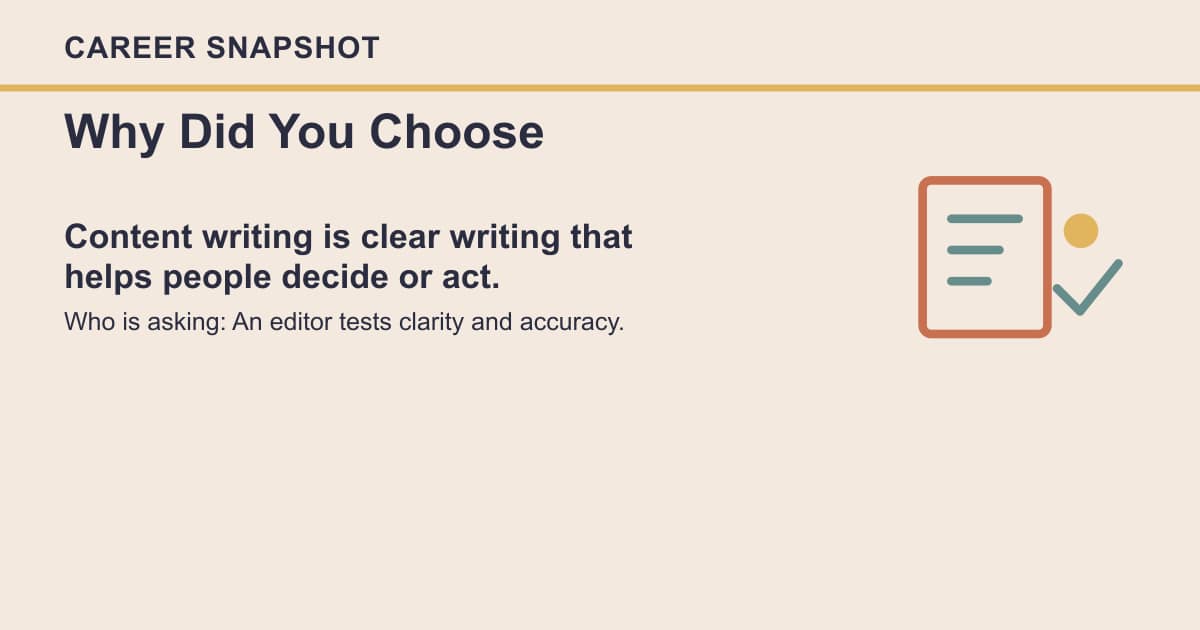 CAREER SNAPSHOT
Why Did You Choose
Content writing is clear writing that
helps people decide or act.
Who is asking: An editor tests clarity and accuracy.